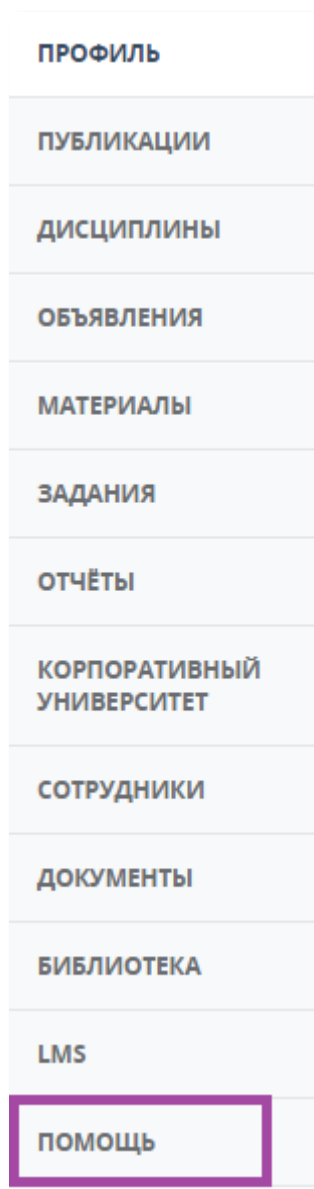 ПРОФИЛЬ
ПУБЛИКАЦИИ
ДИСЦИПЛИНЫ
ОБЪЯВЛЕНИЯ
МАТЕРИАЛЫ
ЗАДАНИЯ
ОТЧЁТЫ
КОРПОРАТИВНЫЙ
УНИВЕРСИТЕТ
СОТРУДНИКИ
ДОКУМЕНТЫ
БИБЛИОТЕКА
LMS
ПОМОЩЬ